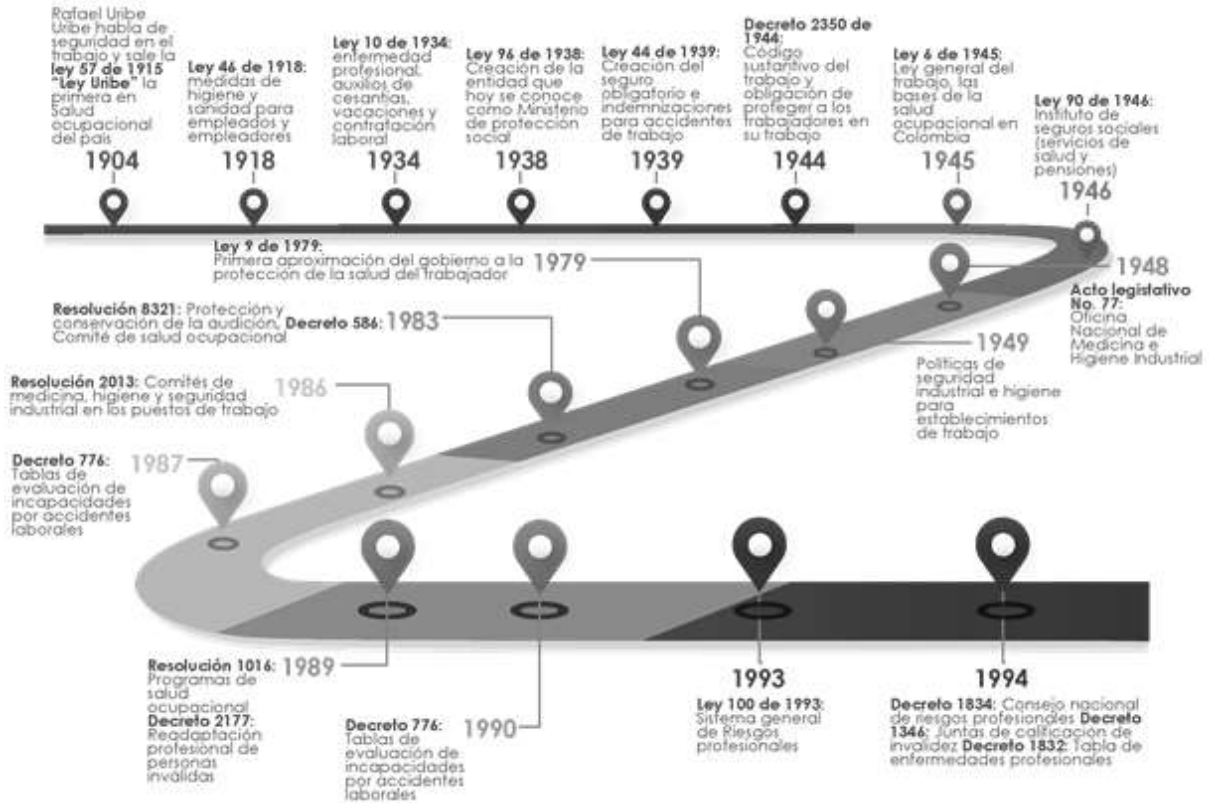 Rafael Uribe
Uribe habla de
seguridad en el
trabajo y sale la
ley 57 de 1915
"Ley Uribe" la
primera en
Salud
ocupacional
del país
1904
Ley 46 de 1918:
medidas de
higiene y
sanidad para
empleados y
empleadores
1918
Ley 10 de 1934:
enfermedad
profesional,
auxilios de
cesantías,
vacaciones y
contratación
laboral
1934
Ley 96 de 1938:
Creación de la
entidad que
hoy se conoce
como Ministerio
de protección
social
1938
Ley 44 de 1939:
Creación del
seguro
obligatorio e
indemnizaciones
para accidentes
de trabajo
1939
Decreto 2350 de
1944:
Código
sustantivo del
trabajo y
obligación de
proteger a los
trabajadores en
su trabajo
1944
Ley 6 de 1945:
Ley general del
trabajo, las
bases de la
salud
ocupacional en
Colombia
1945
Ley 90 de 1946:
Instituto de
seguros sociales
(servicios de
salud y
pensiones)
1946
1948
Acto legislativo
No. 77:
Oficina
Nacional de
Medicina e
Higiene Industrial
1949
Políticas de
seguridad
industrial e higiene
para
establecimientos
de trabajo
Ley 9 de 1979:
Primera aproximación del gobierno a la
protección de la salud del trabajador
1979
Resolución 8321: Protección y
conservación de la audición, Decreto 586:
Comité de salud ocupacional
1983
Resolución 2013: Comités de
medicina, higiene y seguridad
industrial en los puestos de trabajo
1986
Decreto 776:
Tablas de
evaluación de
incapacidades
por accidentes
laborales
1987
Resolución 1016:
Programas de
salud
ocupacional
Decreto 2177:
Readaptación
profesional de
personas
inválidas
1989
Decreto 776:
Tablas de
evaluación de
incapacidades
por accidentes
laborales
1990
1993
Ley 100 de 1993:
Sistema general
de Riesgos
profesionales
1994
Decreto 1834: Consejo nacional
de riesgos profesionales Decreto
1346: Juntas de calificación de
invalidez Decreto 1832: Tabla de
enfermedades profesionales